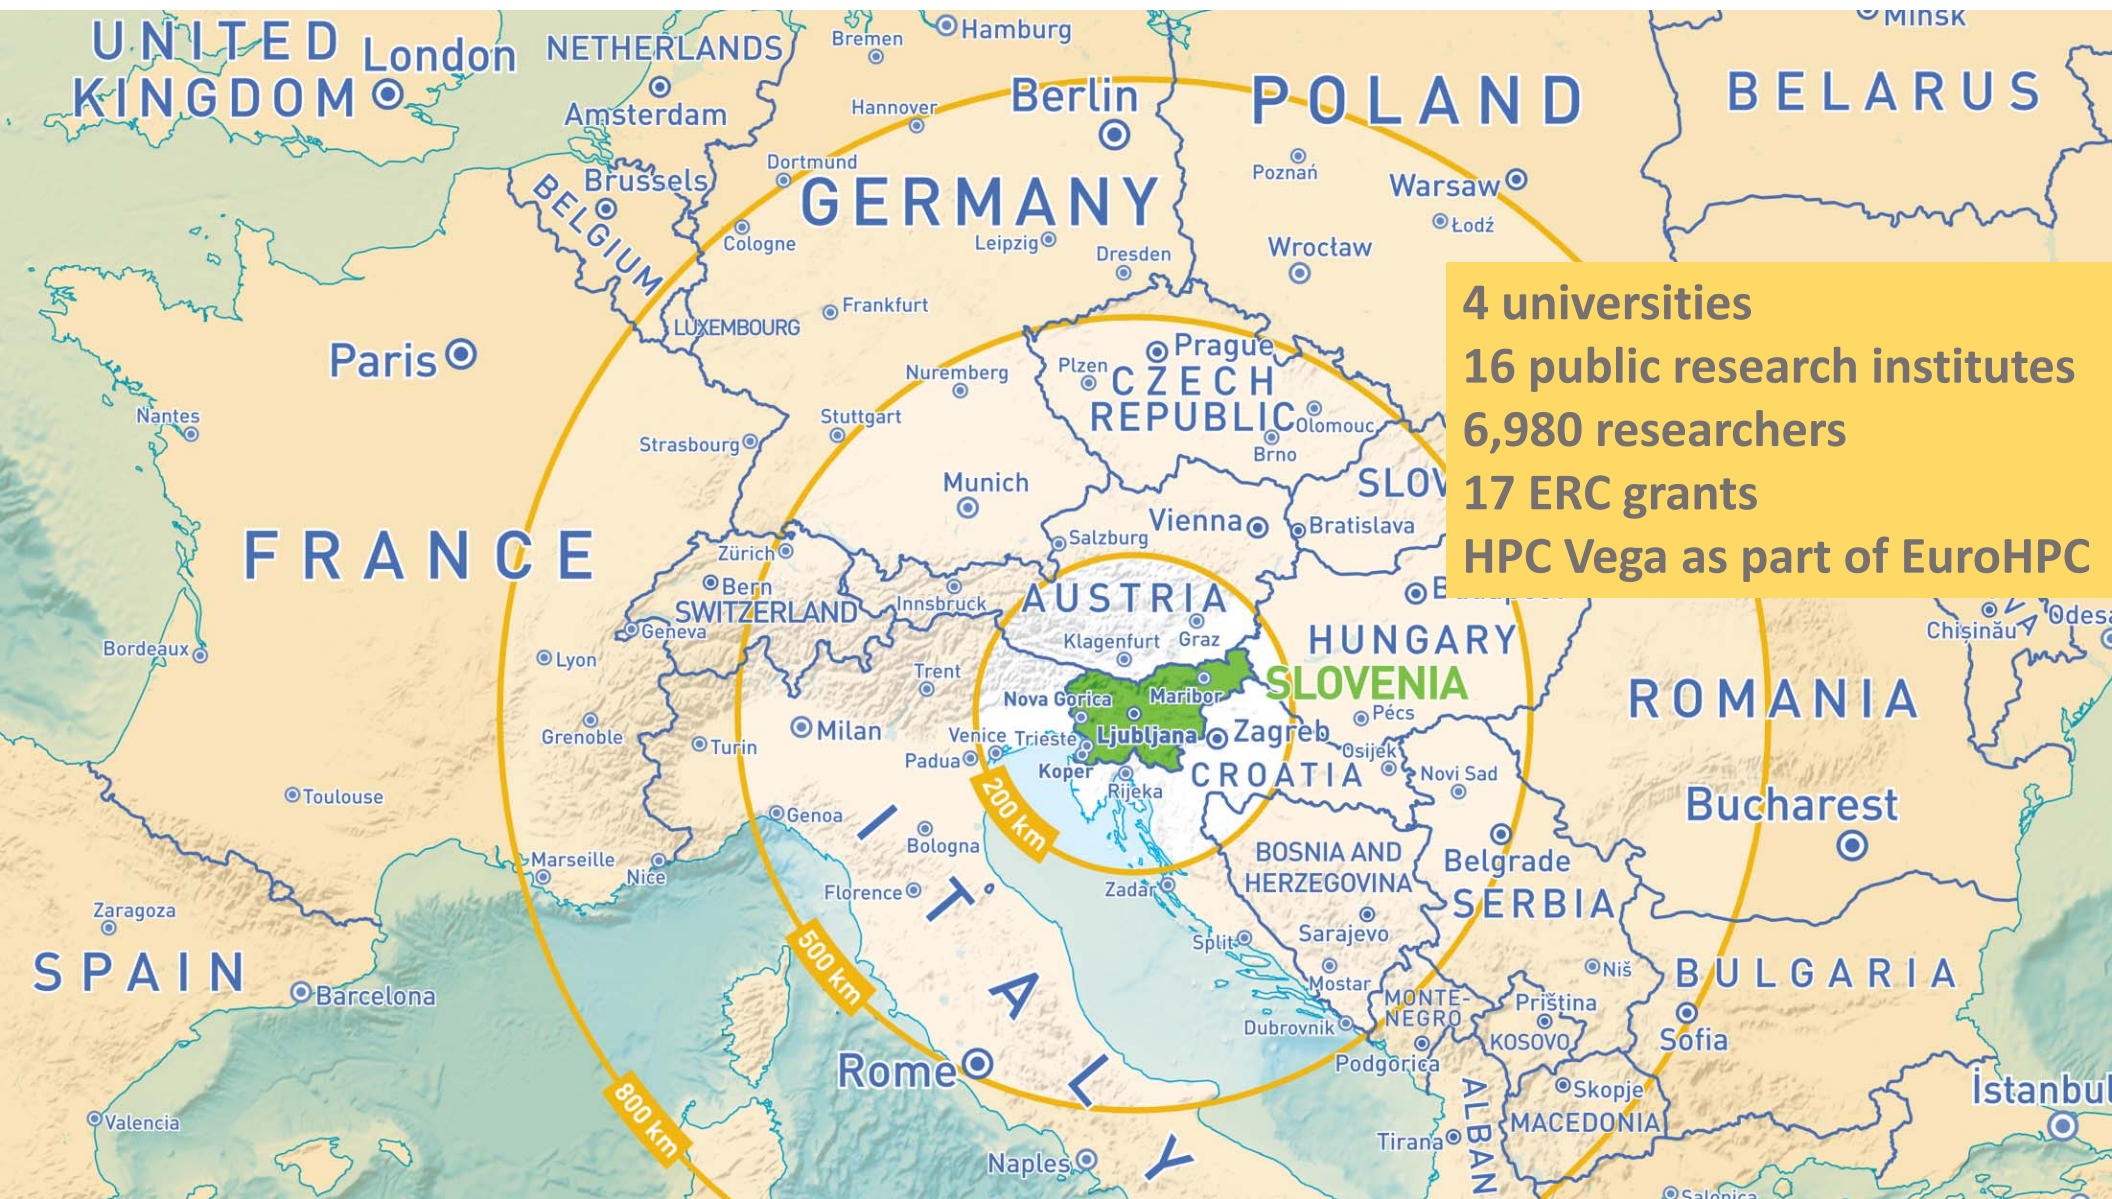 UNITED
KINGDOM
London
NETHERLANDS
Amsterdam
Bremen
Hamburg
Hannover
Berlin
POLAND
Minsk
BELARUS
Dortmund
Brussels
BELGIUM
GERMANY
Cologne
Leipzig
Dresden
Poznań
Warsaw
Łódź
Wrocław
Frankfurt
LUXEMBOURG
4 universities
16 public research institutes
6,980 researchers
17 ERC grants
HPC Vega as part of EuroHPC
Paris
Nantes
Nuremberg
Stuttgart
Strasbourg
Plzen
Prague
CZECH
REPUBLIC
Olomouc
Brno
Munich
Salzburg
Vienna
Bratislava
SLOV
FRANCE
Zürich
Bern
SWITZERLAND
Geneva
Innsbruck
AUSTRIA
Klagenfurt
Graz
HUNGARY
SLOVENIA
Chișinău
Odesa
Bordeaux
Lyon
Trent
Nova Gorica
Maribor
Ljubljana
Zagreb
Pécs
ROMANIA
Grenoble
Turin
Milan
Venice
Trieste
Padua
Koper
Rijeka
CROATIA
Osijek
Novi Sad
Toulouse
Genoa
200 km
Bologna
Bucharest
Marseille
Nice
Florence
Zadar
BOSNIA AND
HERZEGOVINA
Belgrade
SERBIA
Zaragoza
SPAIN
Barcelona
500 km
ITALY
Split
Sarajevo
Mostar
Niš
BULGARIA
MONTE-
NEGRO
Priština
KOSOVO
Sofia
Dubrovnik
Podgorica
Rome
Skopje
MACEDONIA
İstanbul
Valencia
800 km
Naples
Tirana
ALBAN